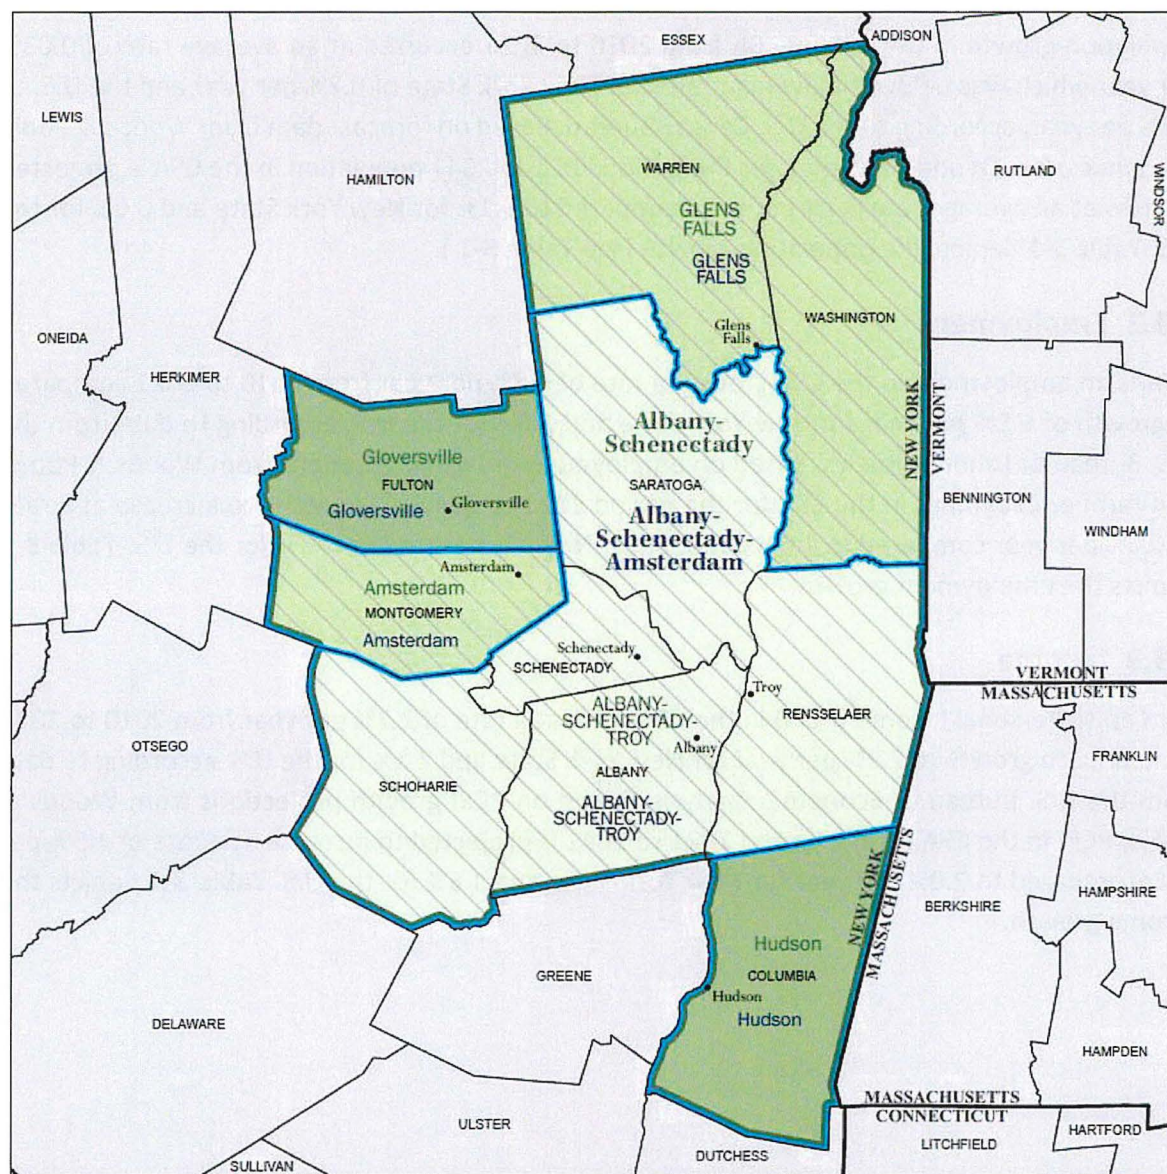 ESSEX
ADDISON
LEWIS
HAMILTON
WARREN
RUTLAND
WINDSOR
GLENS
FALLS
GLENS
FALLS
ONEIDA
HERKIMER
Glens
Falls
WASHINGTON
NEW YORK
VERMONT
Albany-
Schenectady
SARATOGA
Albany-
Schenectady-
Amsterdam
Gloversville
FULTON
Gloversville
Gloversville
BENNINGTON
WINDHAM
Amsterdam
Amsterdam
MONTGOMERY
Amsterdam
Schenectady
SCHENECTADY
VERMONT
MASSACHUSETTS
Troy
RENSSELAER
ALBANY-
SCHENECTADY-
TROY
Albany
ALBANY
ALBANY-
SCHENECTADY-
TROY
OTSEGO
SCHOHARIE
FRANKLIN
NEW YORK
MASSACHUSETTS
HAMPSHIRE
BERKSHIRE
Hudson
COLUMBIA
Hudson
Hudson
GREENE
DELAWARE
HAMPDEN
MASSACHUSETTS
CONNECTICUT
ULSTER
HARTFORD
LITCHFIELD
DUTCHESS
SULLIVAN